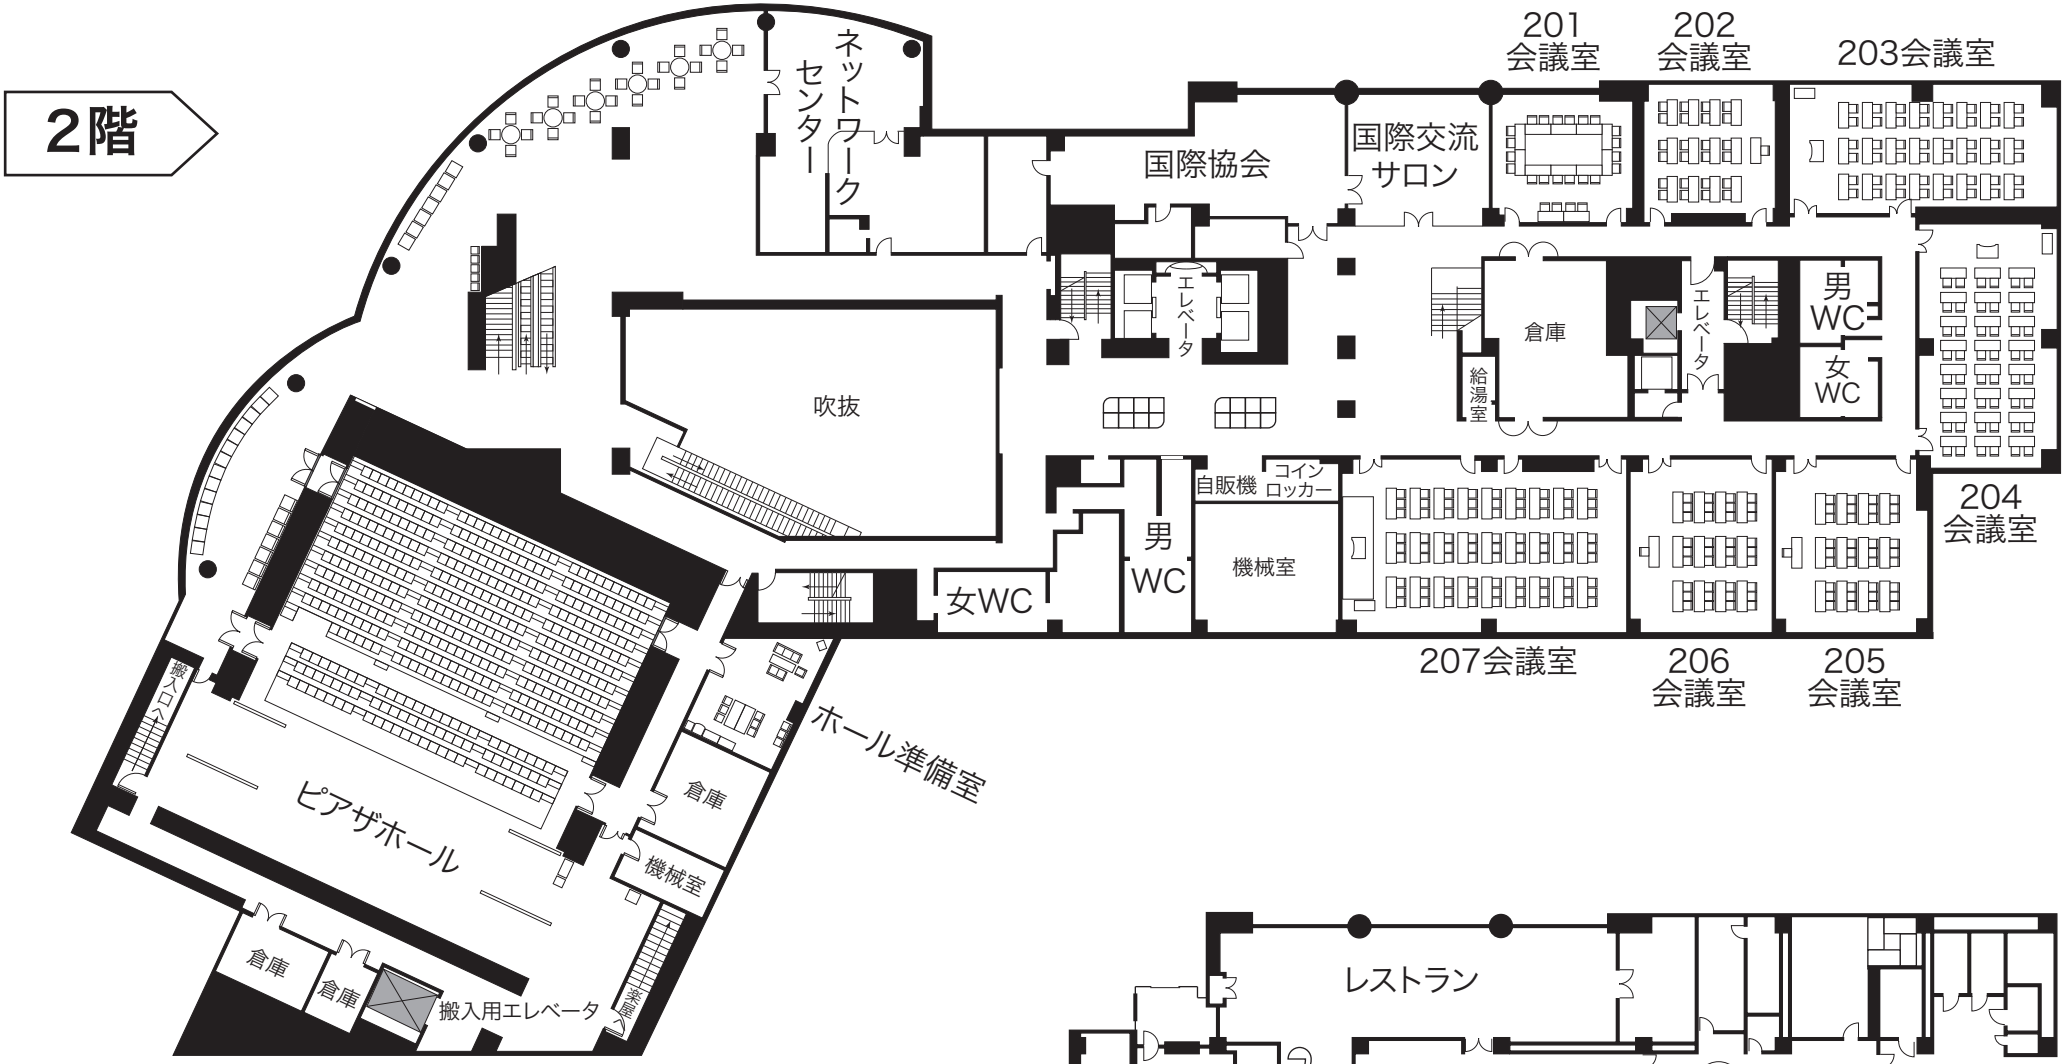 2階
ネットワーク
センター
201
会議室
202
会議室
203会議室
国際協会
国際交流
サロン
エレベータ
倉庫
給湯室
エレベータ
男
WC
女
WC
吹抜
自販機
コイン
ロッカー
機械室
男
WC
女WC
204
会議室
207会議室
206
会議室
205
会議室
搬入口へ
ホール準備室
倉庫
ピアザホール
機械室
倉庫
倉庫
搬入用エレベータ
楽屋へ
レストラン